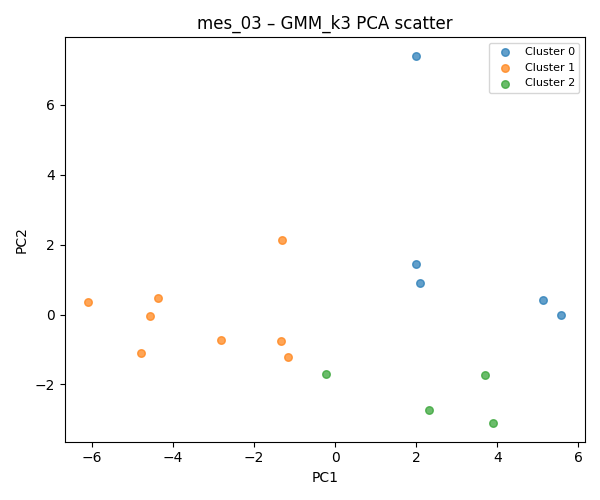 mes_03 – GMM_k3 PCA scatter
Cluster 0
Cluster 1
Cluster 2
PC2
6
4
2
0
−2
−6
−4
−2
0
2
4
6
PC1